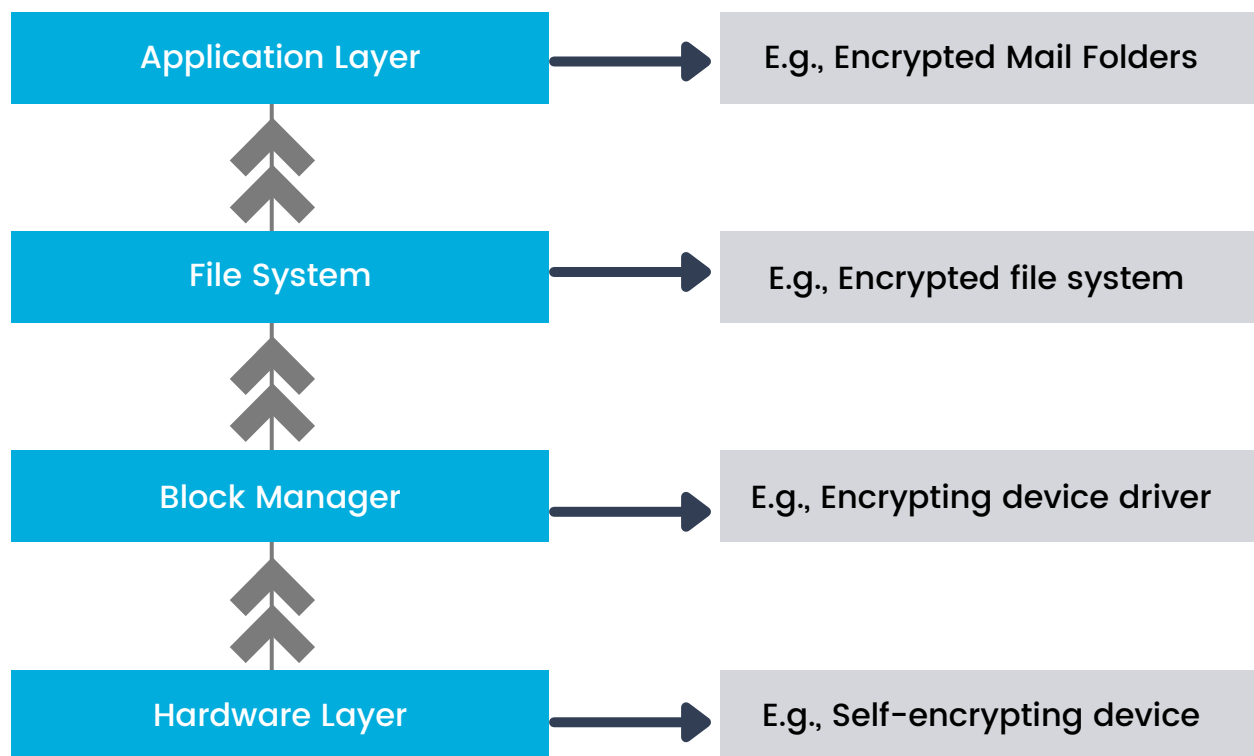 Application Layer
E.g., Encrypted Mail Folders
File System
E.g., Encrypted file system
Block Manager
E.g., Encrypting device driver
Hardware Layer
E.g., Self-encrypting device